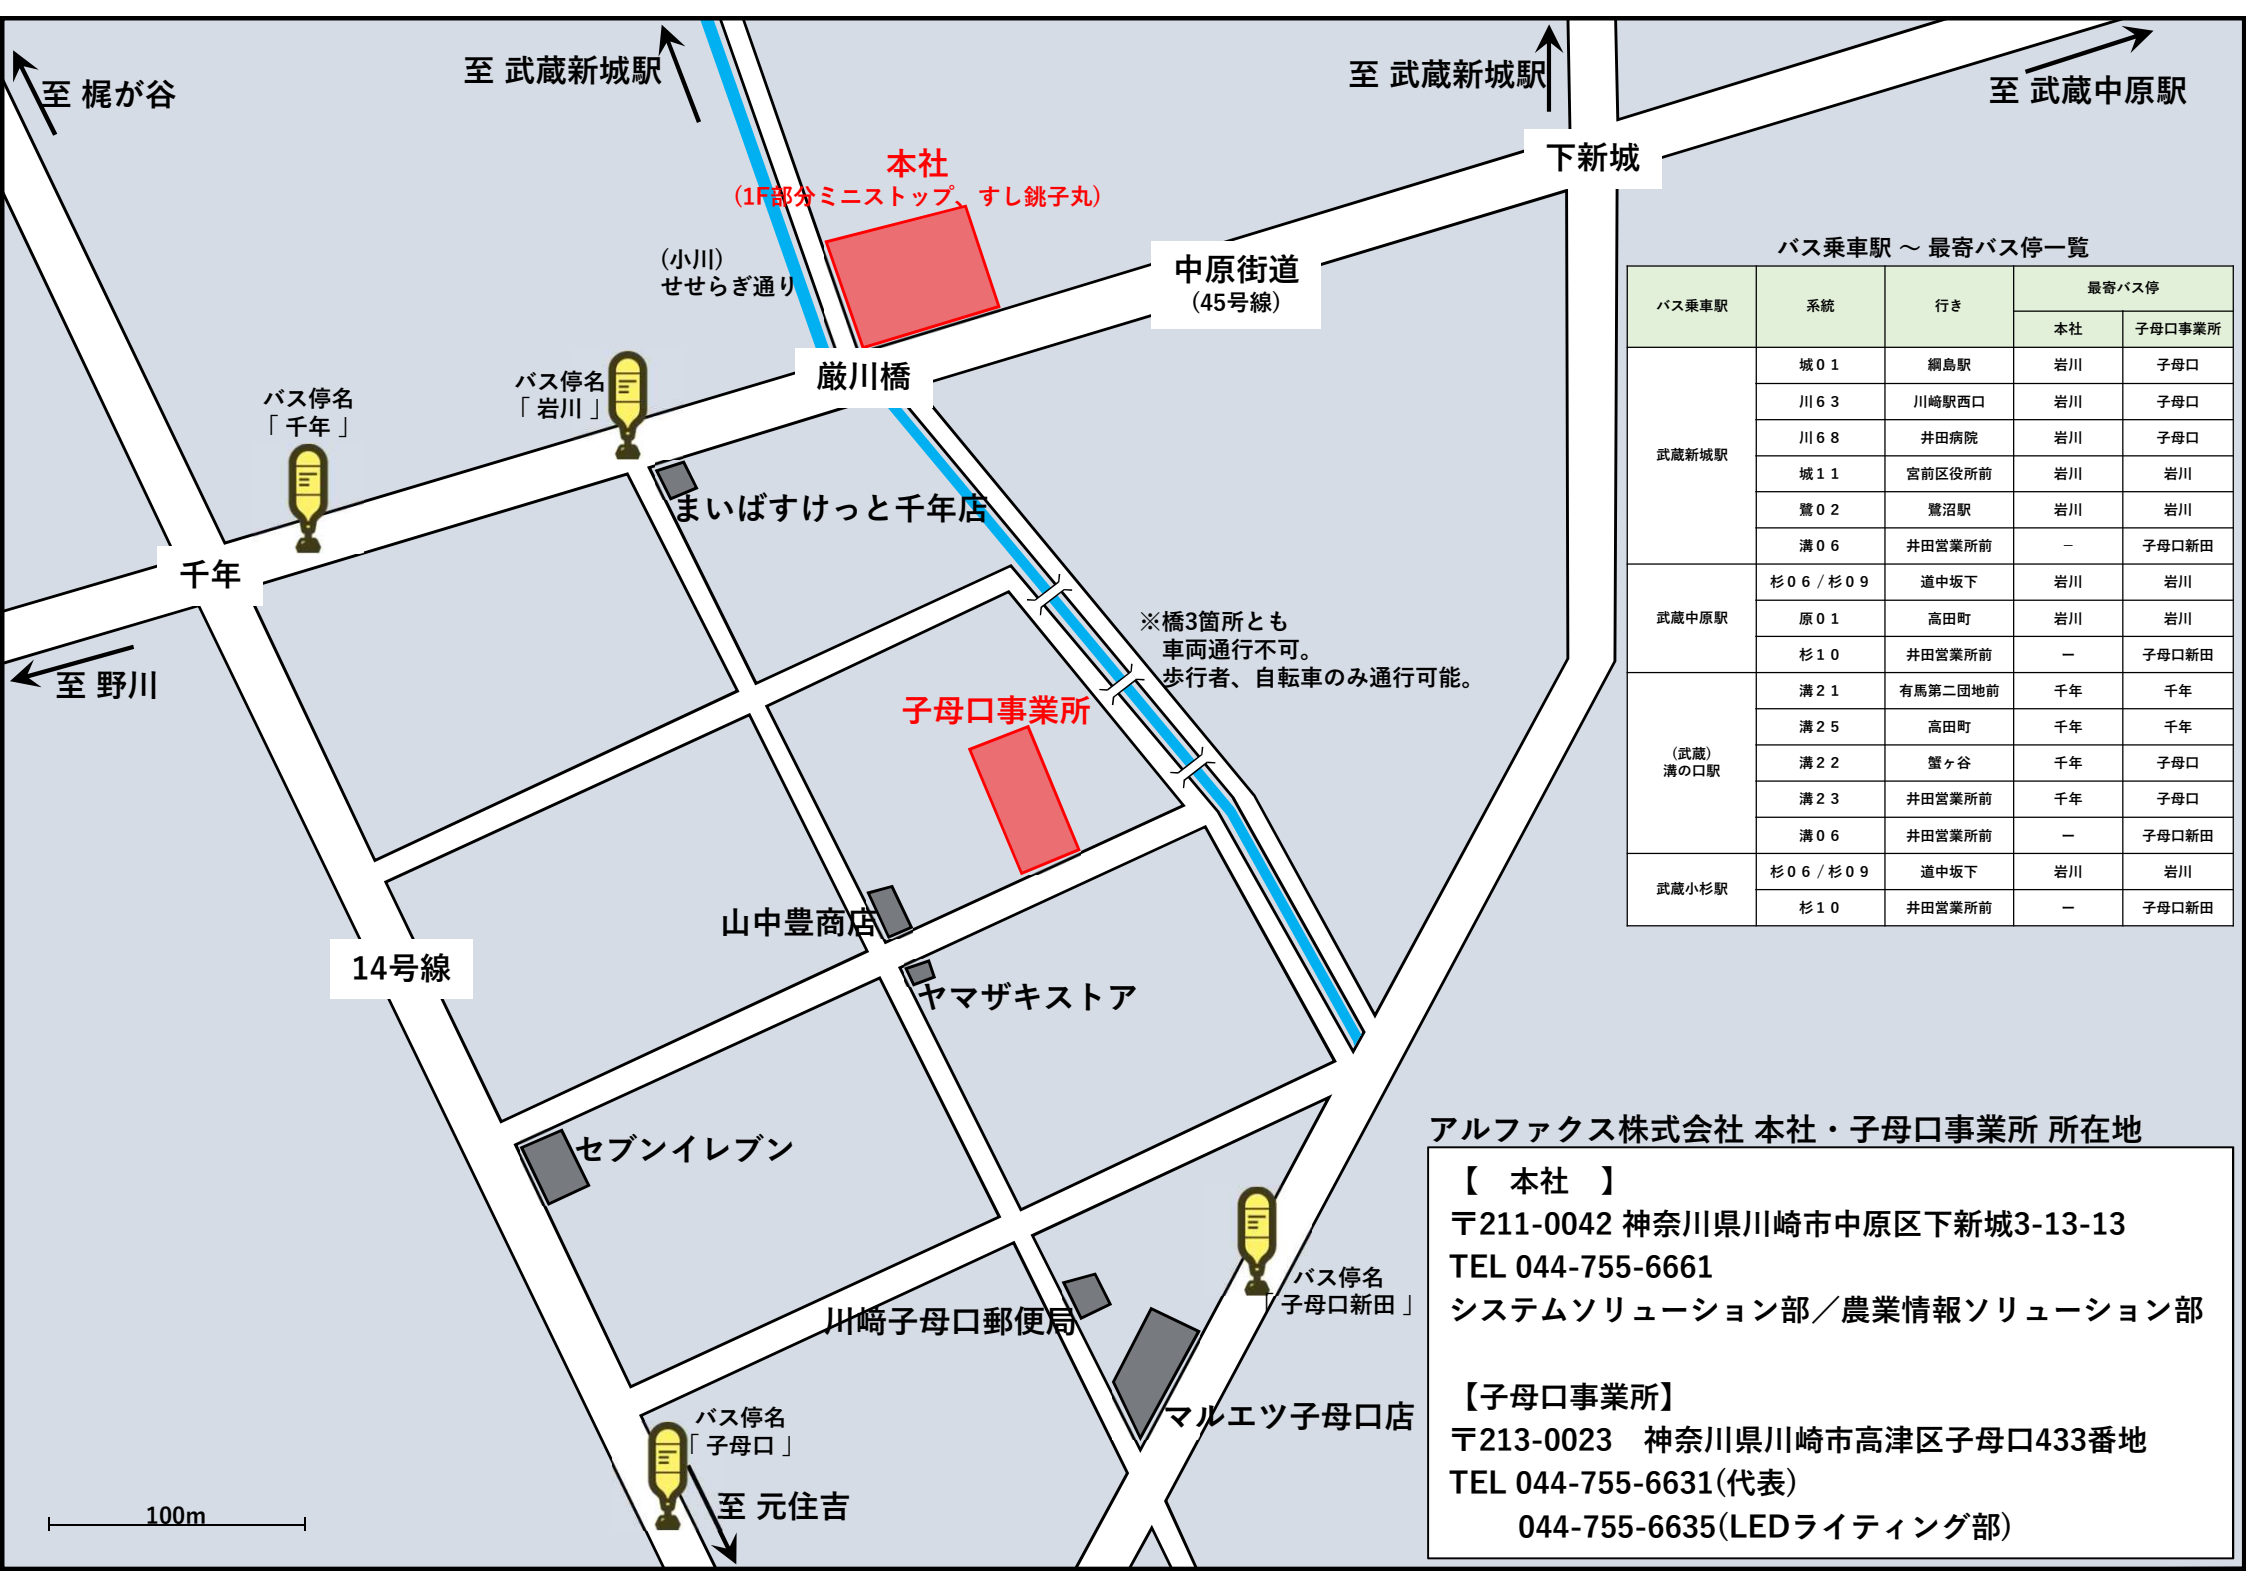 至 梶が谷
至 武蔵新城駅
至 武蔵新城駅
至 武蔵中原駅
下新城
本社
(1F部分ミニストップ、すし銚子丸)
(小川)
せせらぎ通り
中原街道
(45号線)
厳川橋
バス停名
「 岩川 」
バス停名
「 千年 」
まいばすけっと千年店
千年
至 野川
※橋3箇所とも
車両通行不可。
歩行者、自転車のみ通行可能。
子母口事業所
山中豊商店
ヤマザキストア
14号線
セブンイレブン
川崎子母口郵便局
バス停名
「 子母口新田 」
マルエツ子母口店
バス停名
「 子母口 」
至 元住吉
100m
バス乗車駅 ～ 最寄バス停一覧
バス乗車駅 系統 行き 最寄バス停
本社 子母口事業所
武蔵新城駅
城０１ 綱島駅 岩川 子母口
川６３ 川崎駅西口 岩川 子母口
川６８ 井田病院 岩川 子母口
城１１ 宮前区役所前 岩川 岩川
鷺０２ 鷺沼駅 岩川 岩川
溝０６ 井田営業所前 － 子母口新田
武蔵中原駅
杉０６/杉０９ 道中坂下 岩川 岩川
原０１ 高田町 岩川 岩川
杉１０ 井田営業所前 ー 子母口新田
(武蔵)
溝の口駅
溝２１ 有馬第二団地前 千年 千年
溝２５ 高田町 千年 千年
溝２２ 蟹ヶ谷 千年 子母口
溝２３ 井田営業所前 千年 子母口
溝０６ 井田営業所前 ー 子母口新田
武蔵小杉駅
杉０６/杉０９ 道中坂下 岩川 岩川
杉１０ 井田営業所前 ー 子母口新田
アルファクス株式会社 本社・子母口事業所 所在地
【　本社　】
〒211-0042 神奈川県川崎市中原区下新城3-13-13
TEL 044-755-6661
システムソリューション部／農業情報ソリューション部
【子母口事業所】
〒213-0023　神奈川県川崎市高津区子母口433番地
TEL 044-755-6631(代表)
044-755-6635(LEDライティング部)